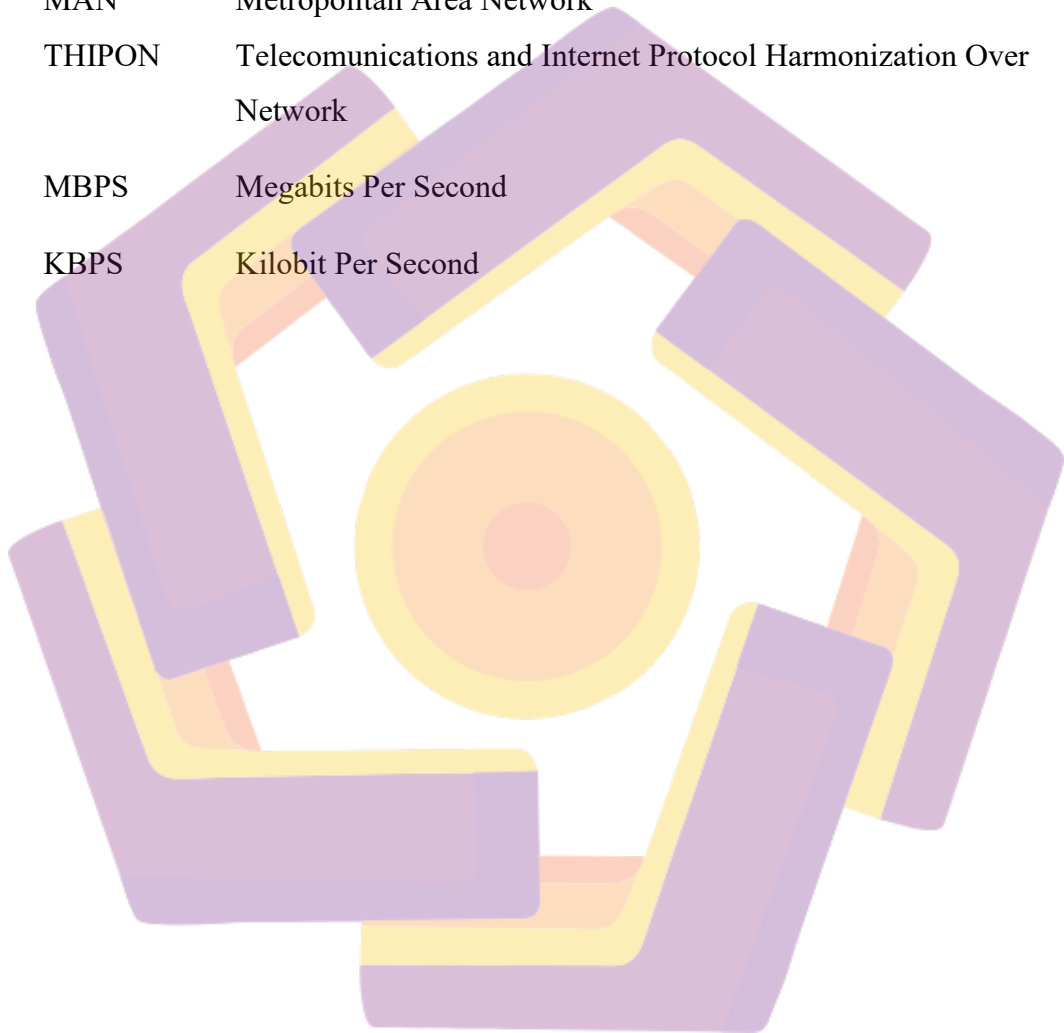 MAN Metropolitan Area Network
THIPON Telecomunications and Internet Protocol Harmonization Over
Network
MBPS Megabits Per Second
KBPS Kilobit Per Second